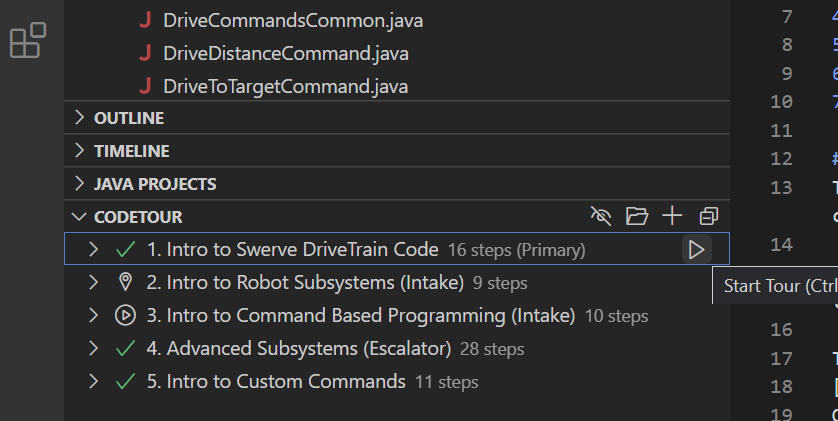 DriveCommandsCommon.java
DriveDistanceCommand.java
DriveToTargetCommand.java
OUTLINE
TIMELINE
JAVA PROJECTS
CODETOUR
1. Intro to Swerve DriveTrain Code 16 steps (Primary)
2. Intro to Robot Subsystems (Intake) 9 steps
3. Intro to Command Based Programming (Intake) 10 steps
4. Advanced Subsystems (Escalator) 28 steps
5. Intro to Custom Commands 11 steps
Start Tour (Ctrl
7
8
9
10
11
12 #
13 T
14
16
17 T
18 [
19